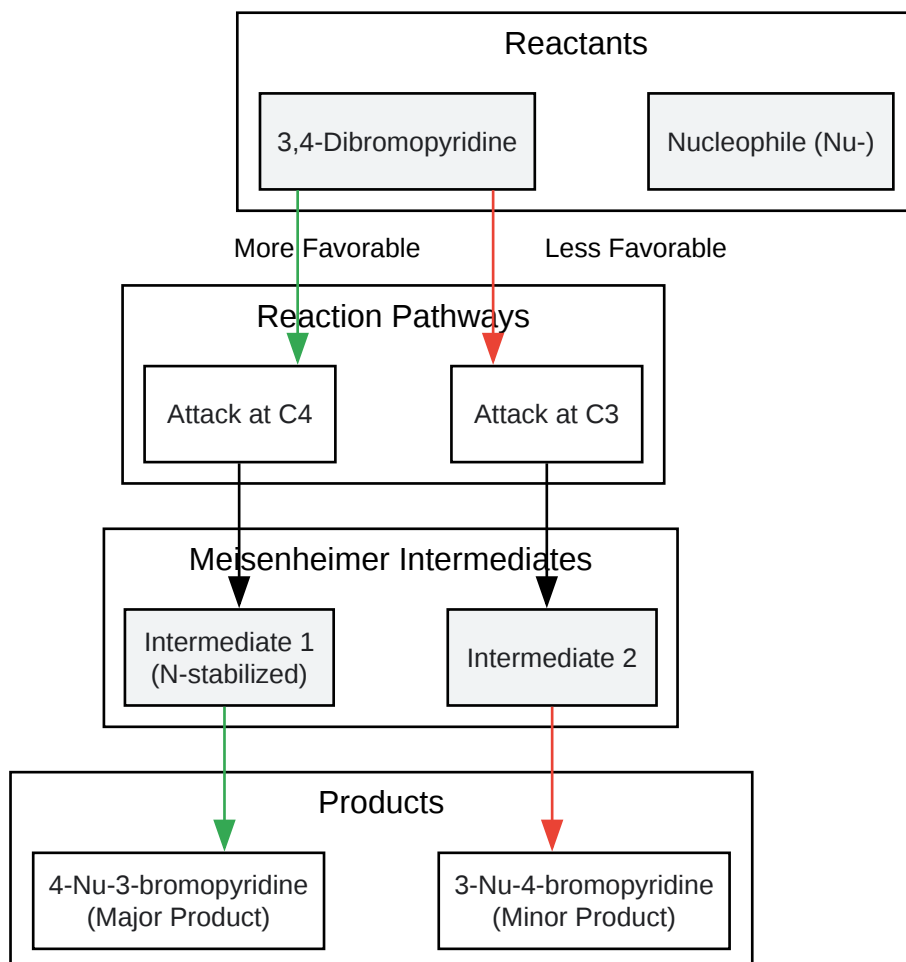 Reactants
3,4-Dibromopyridine
Nucleophile (Nu-)
More Favorable
Less Favorable
Reaction Pathways
Attack at C4
Attack at C3
Meisenheimer Intermediates
Intermediate 1
(N-stabilized)
Intermediate 2
Products
4-Nu-3-bromopyridine
(Major Product)
3-Nu-4-bromopyridine
(Minor Product)